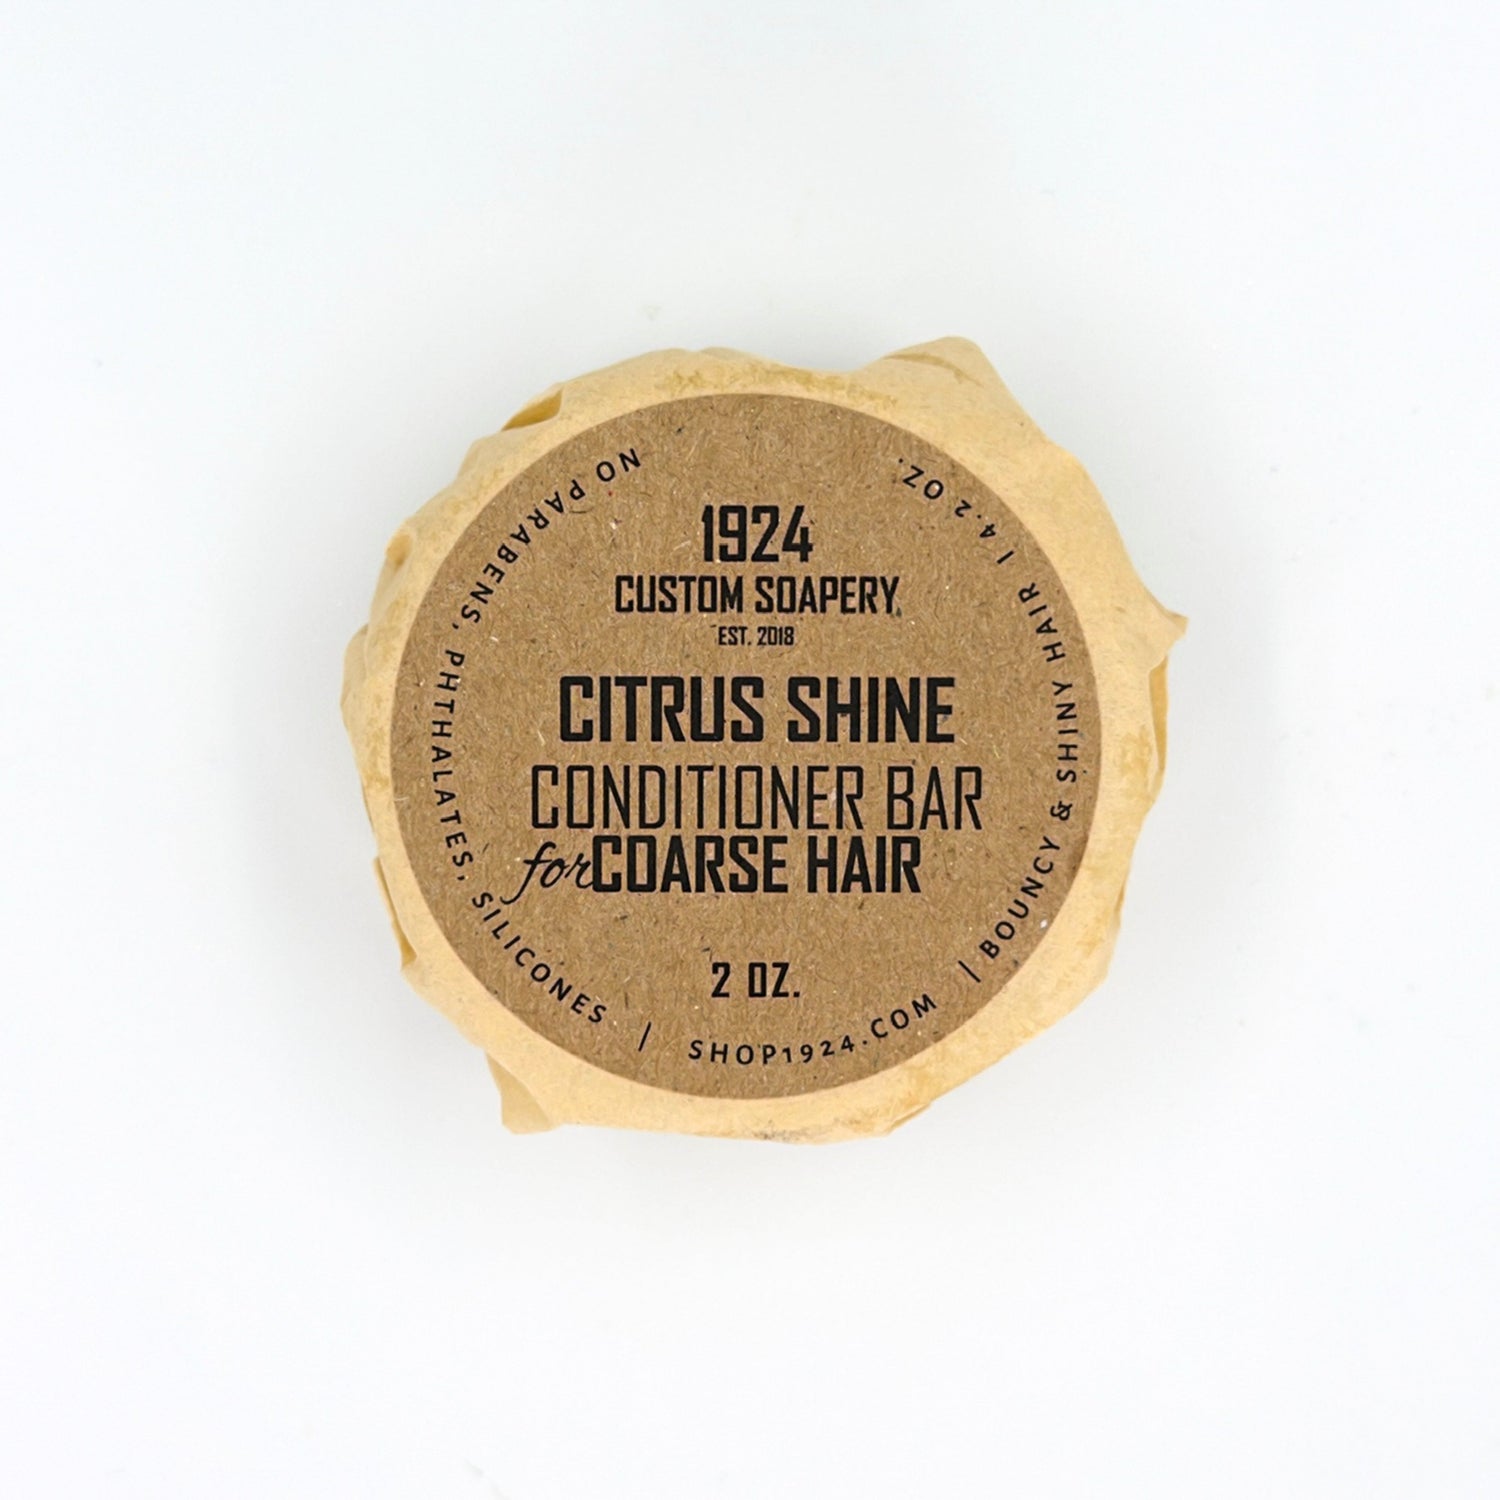 1924
CUSTOM SOAPERY
EST. 2018
CITRUS SHINE
CONDITIONER BAR
for COARSE HAIR
2 OZ.
NO PARABENS, PHTHALATES, SILICONES | SHOP1924.COM | BOUNCY & SHINY HAIR | 4.2 OZ.